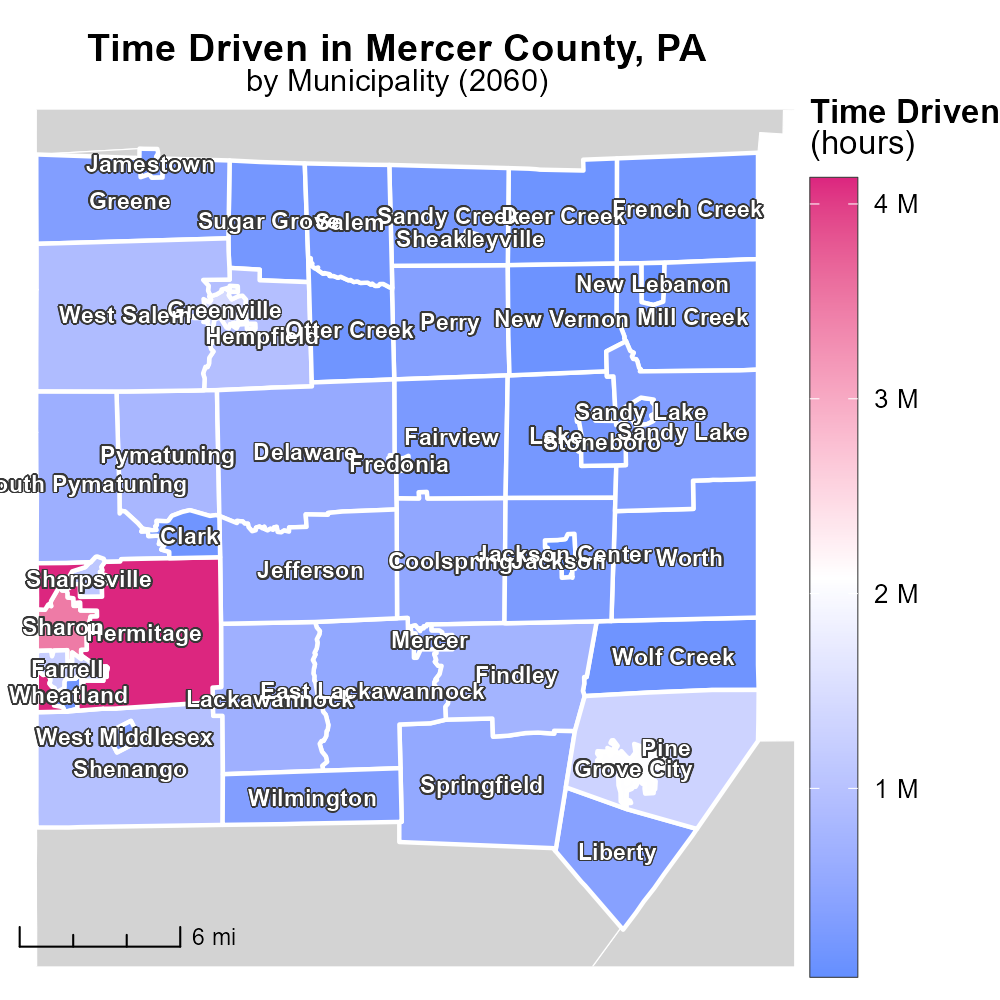 Time Driven in Mercer County, PA
by Municipality (2060)
Time Driven
(hours)
4 M
3 M
2 M
1 M
Jamestown
Greene
Sugar Grove
Salem
Sandy Creek
Deer Creek
French Creek
Sheakleyville
New Lebanon
West Salem
Greenville
Hempfield
Otter Creek
Perry
New Vernon
Mill Creek
Sandy Lake
Fairview
Lake
Stoneboro
Sandy Lake
Pymatuning
Delaware
Fredonia
outh Pymatuning
Clark
Jefferson
Coolspring
Jackson Center
Jackson
Worth
Sharpsville
Sharon
Hermitage
Mercer
Wolf Creek
Farrell
Findley
Wheatland
Lackawannock
East Lackawannock
West Middlesex
Shenango
Pine
Grove City
Springfield
Wilmington
Liberty
6 mi